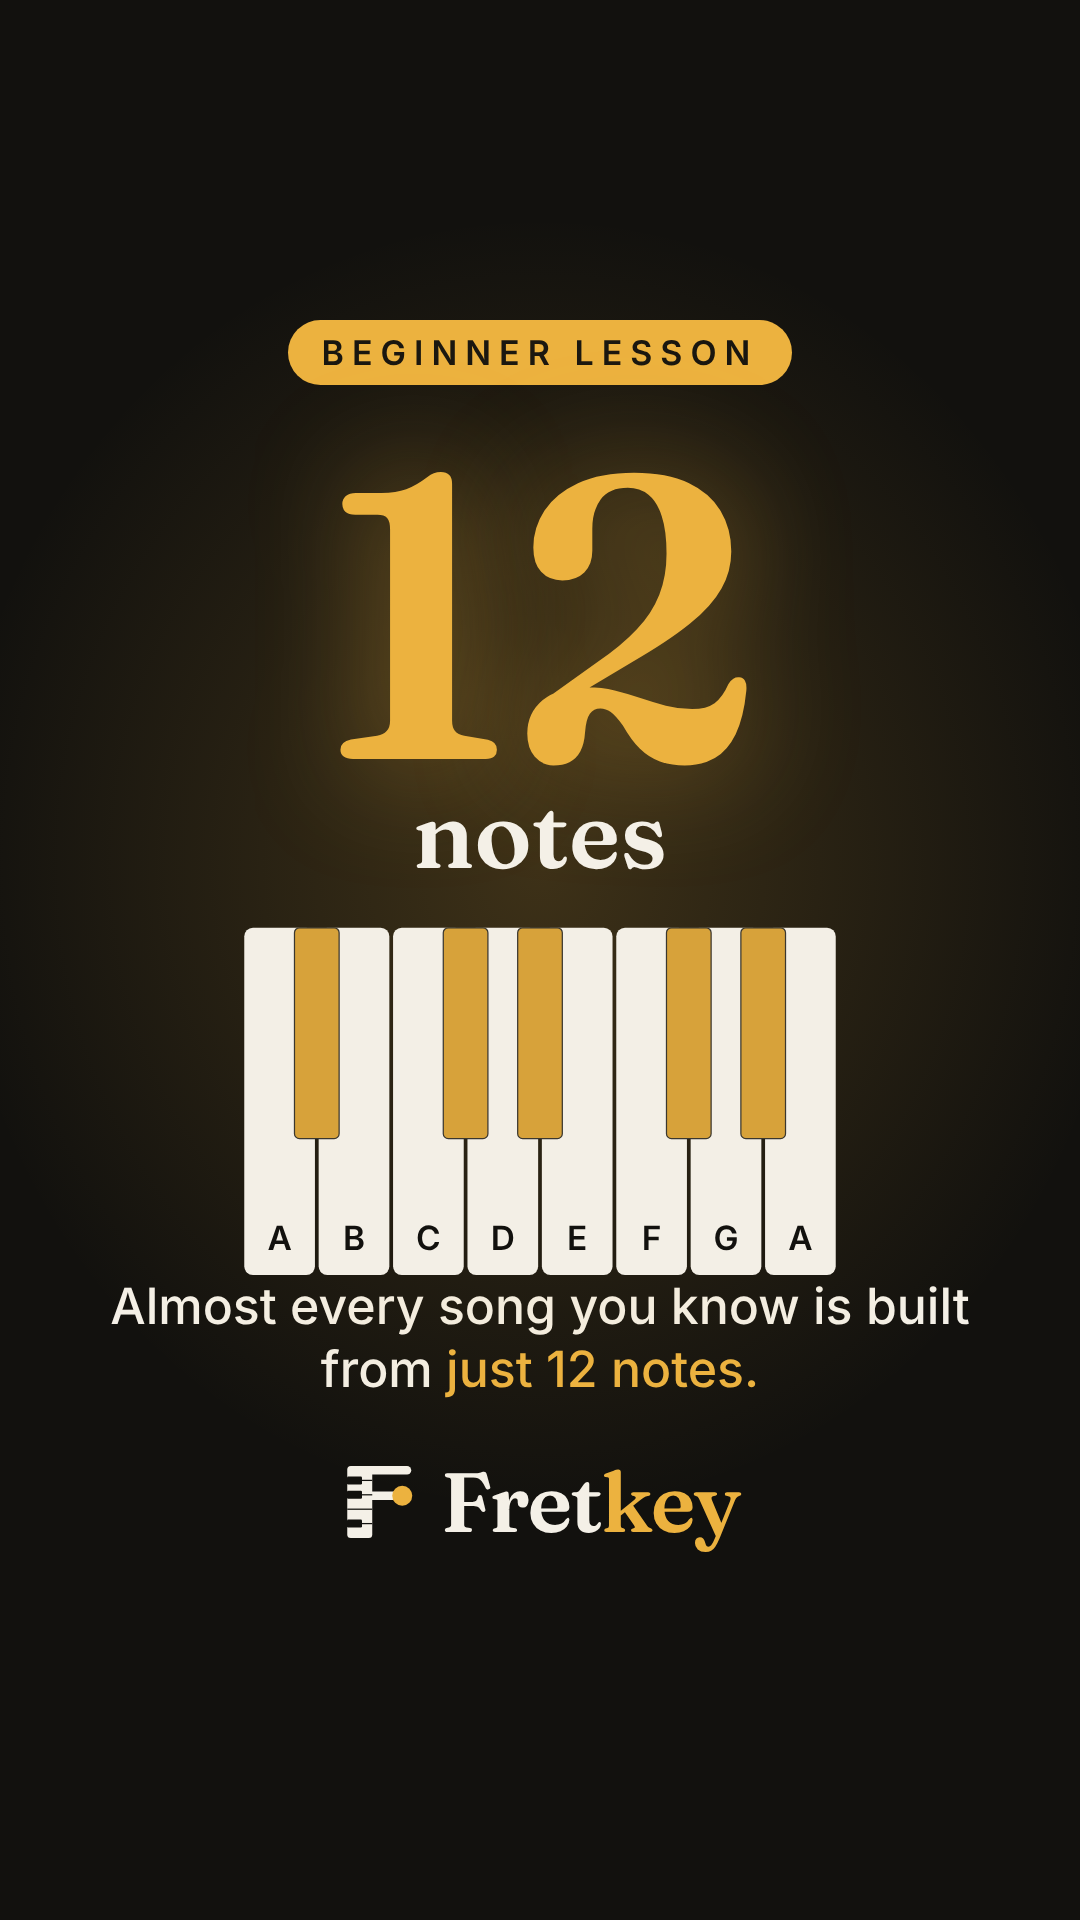 BEGINNER LESSON
12
notes
A B C D E F G A
Almost every song you know is built
from just 12 notes.
Fretkey